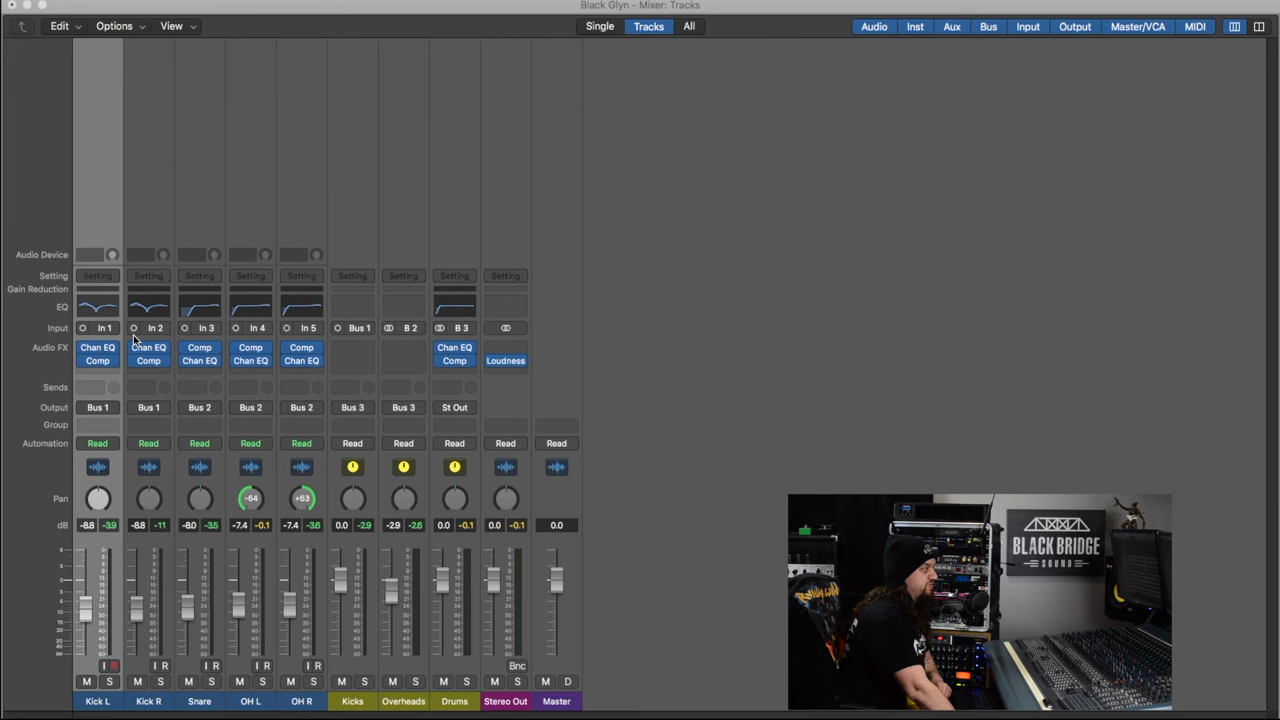 Black Glyn - Mixer: Tracks
Edit Options View Single Tracks All Audio Inst Aux Bus Input Output Master/VCA MIDI
Audio Device
Setting Setting Setting Setting Setting Setting Setting Setting Setting Setting
Gain Reduction
EQ
Input In 1 In 2 In 3 In 4 In 5 Bus 1 B 2 B 3
Audio FX Chan EQ Chan EQ Comp Comp Comp Chan EQ
Comp Comp Chan EQ Chan EQ Chan EQ Comp Loudness
Sends
Output Bus 1 Bus 1 Bus 2 Bus 2 Bus 2 Bus 3 Bus 3 St Out
Group
Automation Read Read Read Read Read Read Read Read Read Read
Pan -64 +63
dB -8.8 -3.9 -8.8 -11 -8.0 -3.5 -7.4 -0.1 -7.4 -3.6 0.0 -2.9 -2.9 -2.6 0.0 -0.1 0.0 -0.1 0.0
I R I R I R I R I R Bnc
M S M S M S M S M S M S M S M S M S M D
Kick L Kick R Snare OH L OH R Kicks Overheads Drums Stereo Out Master
BLACK BRIDGE
SOUND